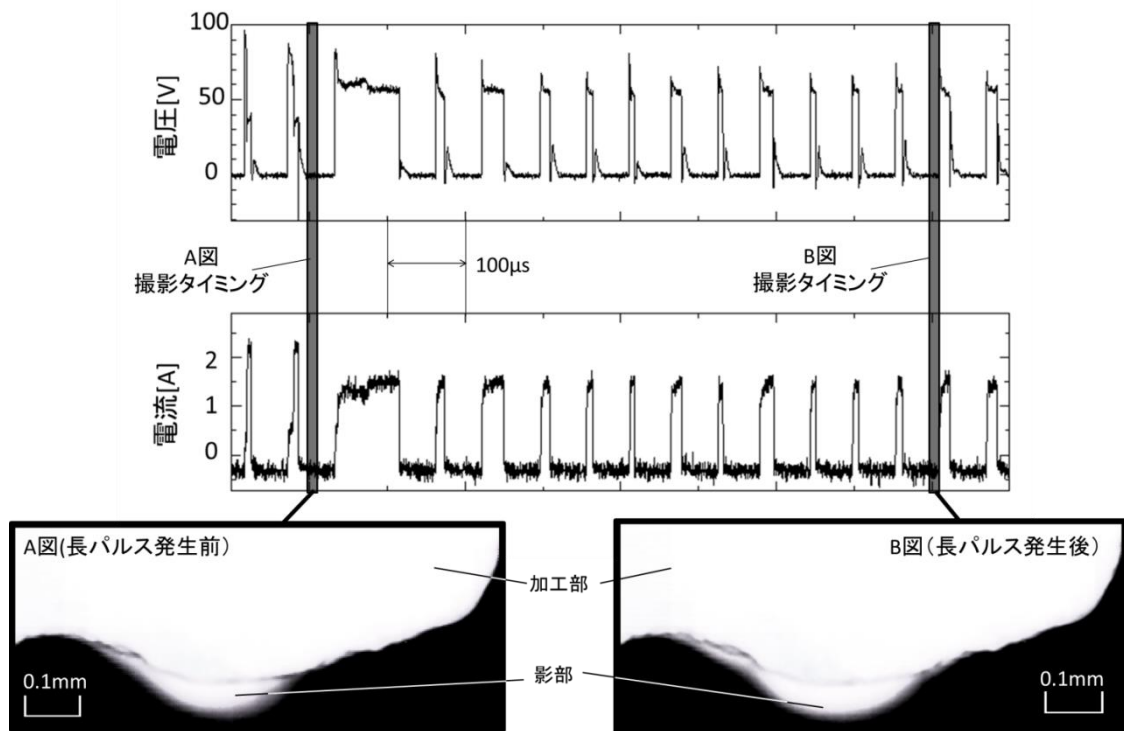 100
50
0
電圧[V]
A図
撮影タイミング
100μs
B図
撮影タイミング
2
1
0
電流[A]
A図(長パルス発生前)
B図(長パルス発生後)
加工部
影部
0.1mm
0.1mm